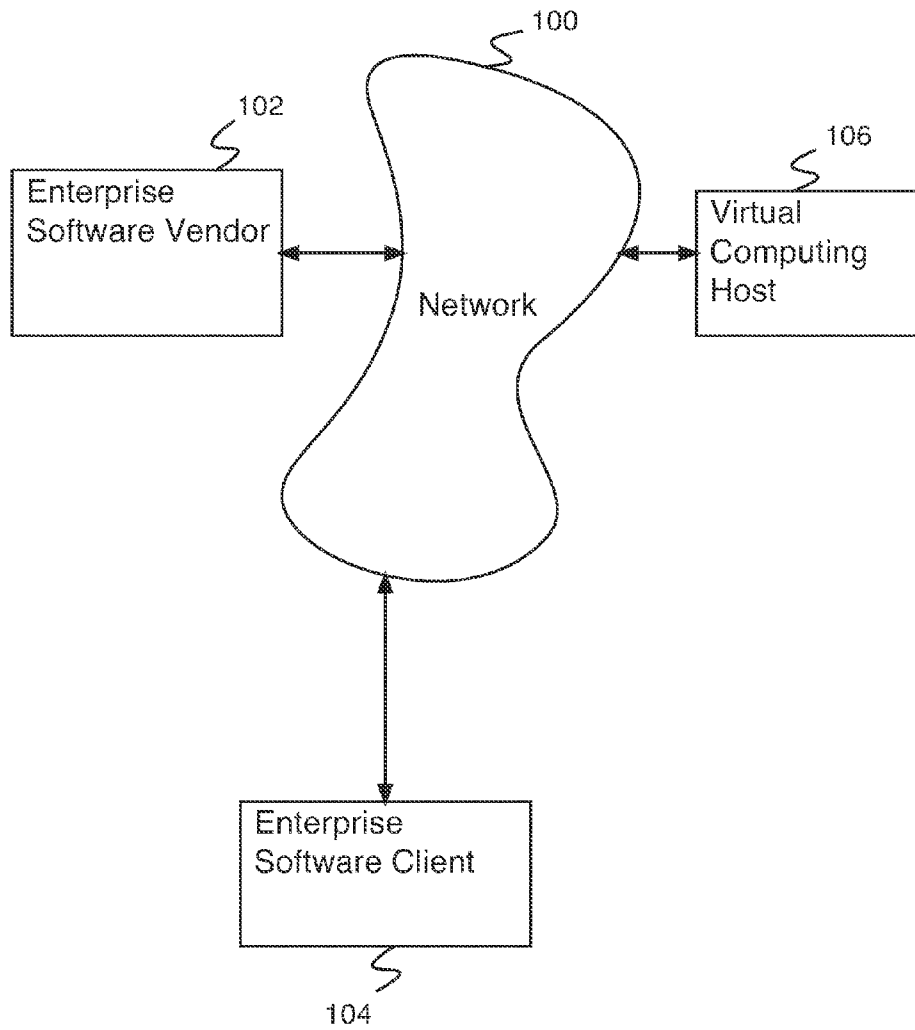 100
102
106
Enterprise
Software Vendor
Virtual
Computing
Host
Network
Enterprise
Software Client
104